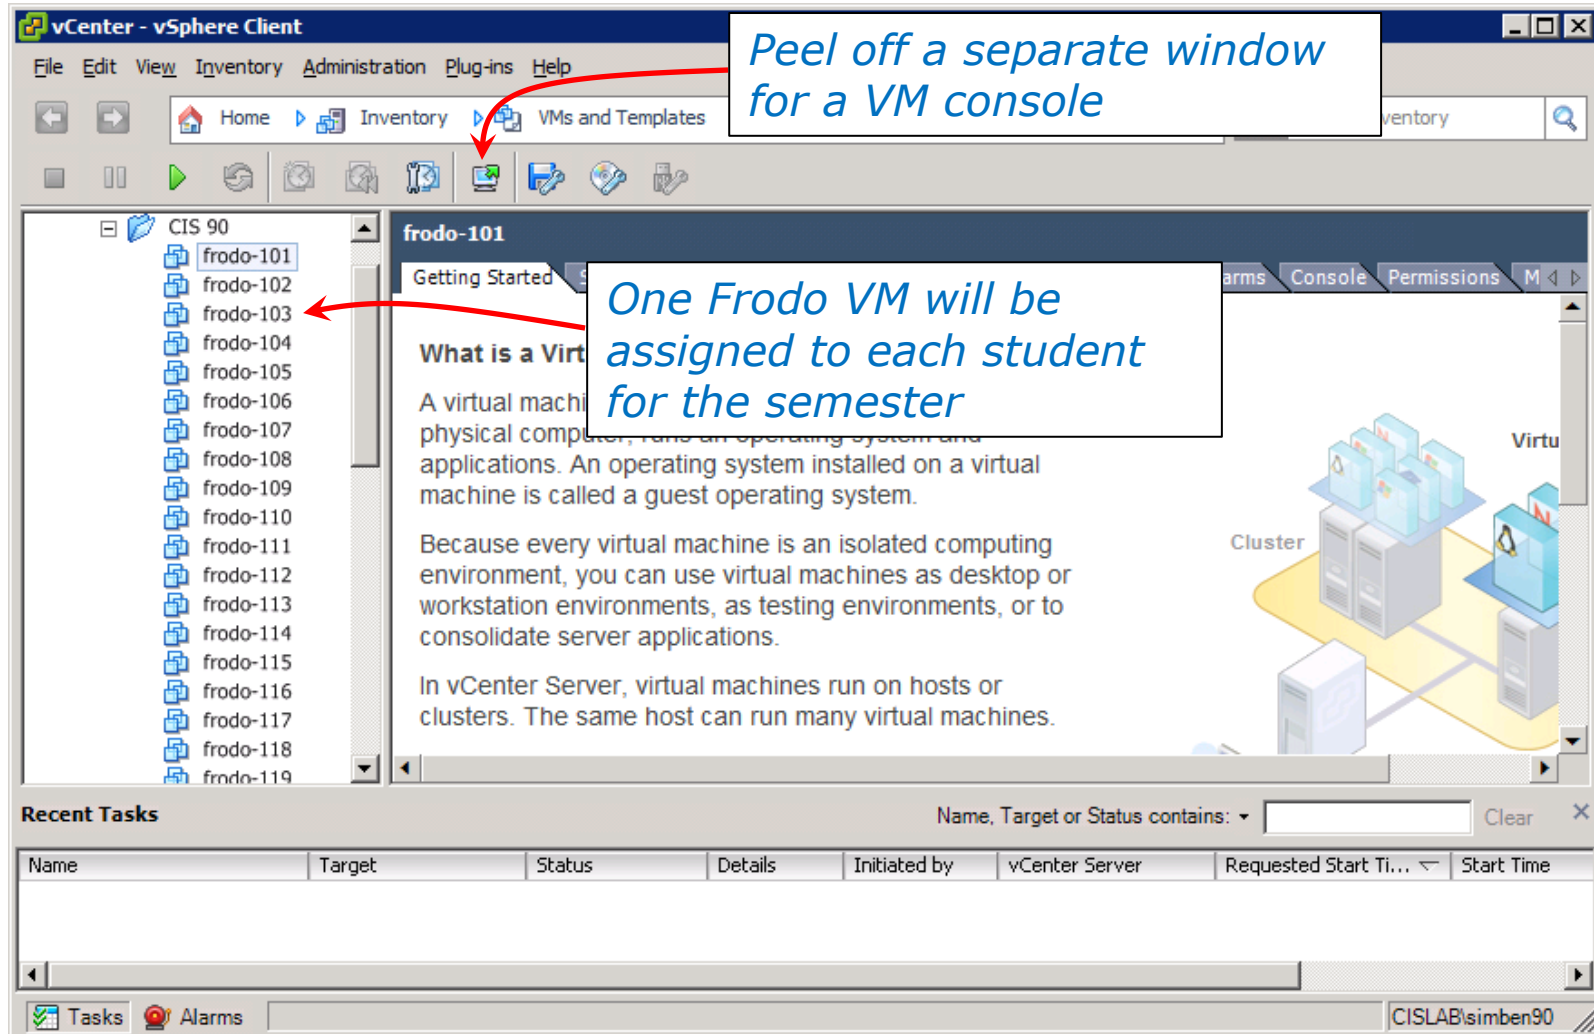 vCenter - vSphere Client
File Edit View Inventory Administration Plug-ins Help
Peel off a separate window
for a VM console
Home Inventory VMs and Templates
CIS 90
frodo-101
frodo-102
frodo-103
frodo-104
frodo-105
frodo-106
frodo-107
frodo-108
frodo-109
frodo-110
frodo-111
frodo-112
frodo-113
frodo-114
frodo-115
frodo-116
frodo-117
frodo-118
frodo-119
frodo-101
Getting Started Console Permissions
One Frodo VM will be
assigned to each student
for the semester
What is a
A virtual
physical computer, runs an operating system and
applications. An operating system installed on a virtual
machine is called a guest operating system.
Because every virtual machine is an isolated computing
environment, you can use virtual machines as desktop or
workstation environments, as testing environments, or to
consolidate server applications.
In vCenter Server, virtual machines run on hosts or
clusters. The same host can run many virtual machines.
Cluster
Recent Tasks
Name, Target or Status contains: Clear
Name Target Status Details Initiated by vCenter Server Requested Start Ti... Start Time
Tasks Alarms CISLAB\simben90